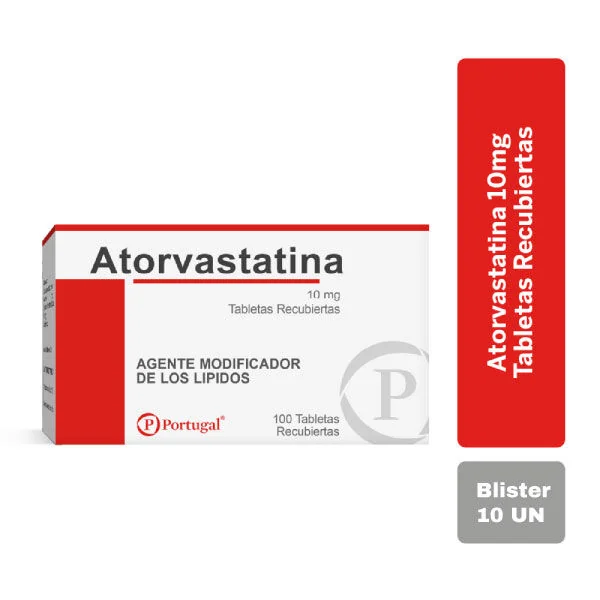 Atorvastatina
10 mg
Tabletas Recubiertas
AGENTE MODIFICADOR
DE LOS LIPIDOS
P Portugal®
100 Tabletas
Recubiertas
P
Atorvastatina 10mg
Tabletas Recubiertas
Blister
10 UN